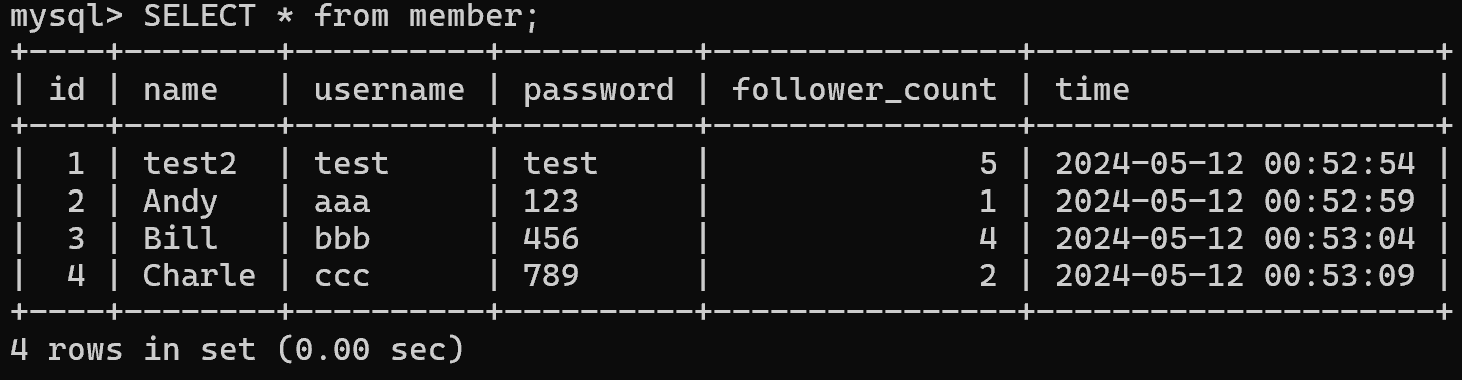 mysql> SELECT * from member;
+----+--------+----------+----------+----------------+---------------------+
| id | name   | username | password | follower_count | time                |
+----+--------+----------+----------+----------------+---------------------+
|  1 | test2  | test     | test     |              5 | 2024-05-12 00:52:54 |
|  2 | Andy   | aaa      | 123      |              1 | 2024-05-12 00:52:59 |
|  3 | Bill   | bbb      | 456      |              4 | 2024-05-12 00:53:04 |
|  4 | Charle | ccc      | 789      |              2 | 2024-05-12 00:53:09 |
+----+--------+----------+----------+----------------+---------------------+
4 rows in set (0.00 sec)